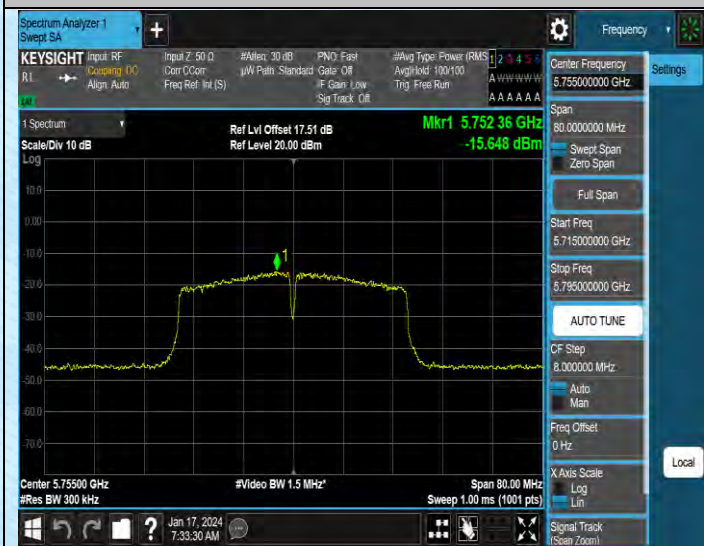 Spectrum Analyzer 1
Swept SA
+
Frequency
KEYSIGHT
RL
Input: RF
Coupling: DC
Align: Auto
Input Z: 50 Ω
Corr CCorr
Freq Ref: Int (S)
#Atten: 30 dB
µW Path: Standard
PNO: Fast
Gate: Off
IF Gain: Low
Sig Track: Off
#Avg Type: Power (RMS
Avg|Hold: 100/100
Trig: Free Run
1 2 3 4 5 6
A W W W W W
A A A A A A
1 Spectrum
Scale/Div 10 dB
Log
Ref Lvl Offset 17.51 dB
Ref Level 20.00 dBm
Mkr1 5.752 36 GHz
-15.648 dBm
10.0
0.00
-10.0
-20.0
-30.0
-40.0
-50.0
-60.0
-70.0
1
Center 5.75500 GHz
#Res BW 300 kHz
#Video BW 1.5 MHz*
Span 80.00 MHz
Sweep 1.00 ms (1001 pts)
Jan 17, 2024
7:33:30 AM
Center Frequency
5.755000000 GHz
Span
80.0000000 MHz
Swept Span
Zero Span
Full Span
Start Freq
5.715000000 GHz
Stop Freq
5.795000000 GHz
AUTO TUNE
CF Step
8.000000 MHz
Auto
Man
Freq Offset
0 Hz
X Axis Scale
Log
Lin
Signal Track
(Span Zoom)
Settings
Local